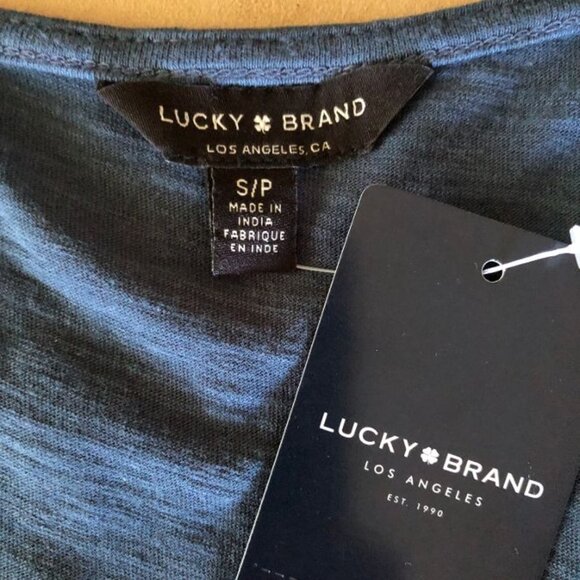 LUCKY BRAND
LOS ANGELES, CA
S/P
MADE IN
INDIA
FABRIQUE
EN INDE
LUCKY BRAND
LOS ANGELES
EST. 1990